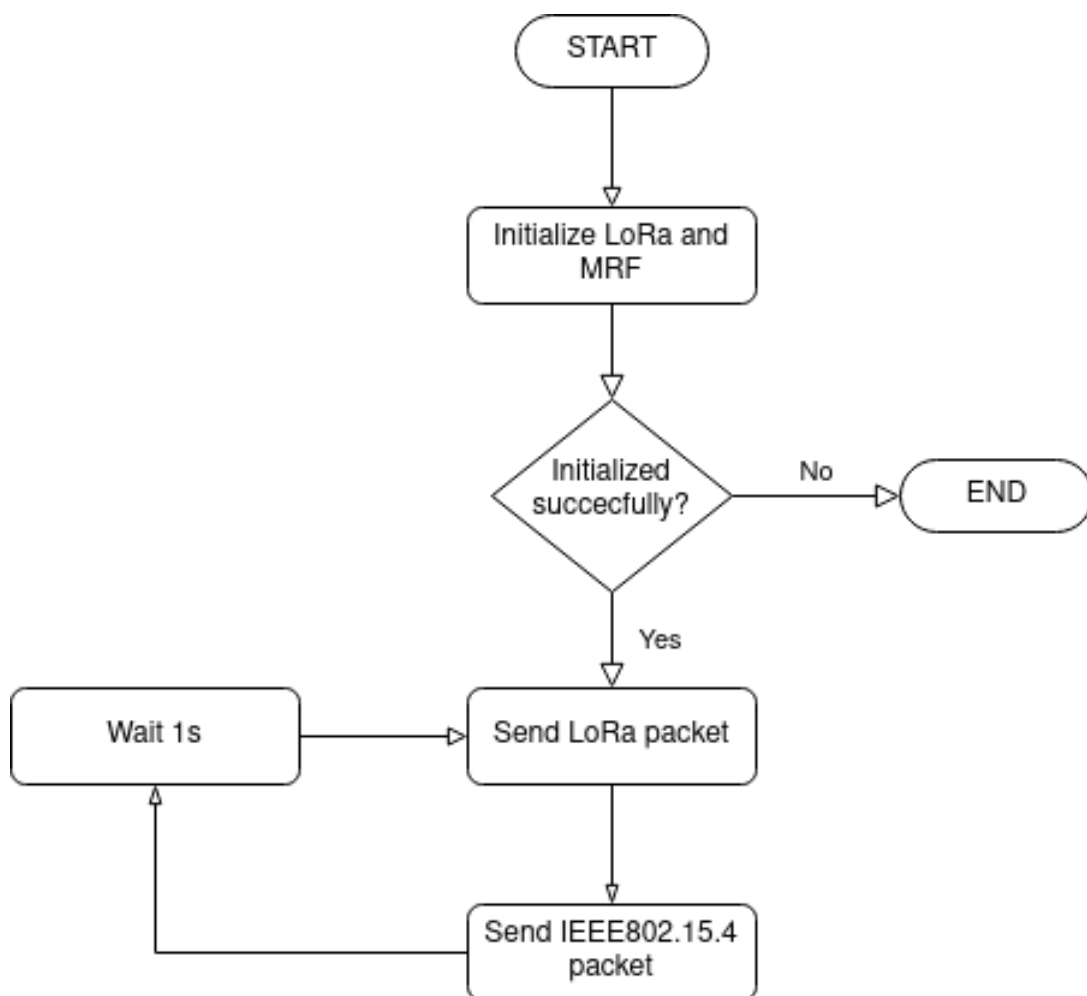 START
Initialize LoRa and
MRF
Initialized
succecfully?
No
END
Yes
Wait 1s
Send LoRa packet
Send IEEE802.15.4
packet